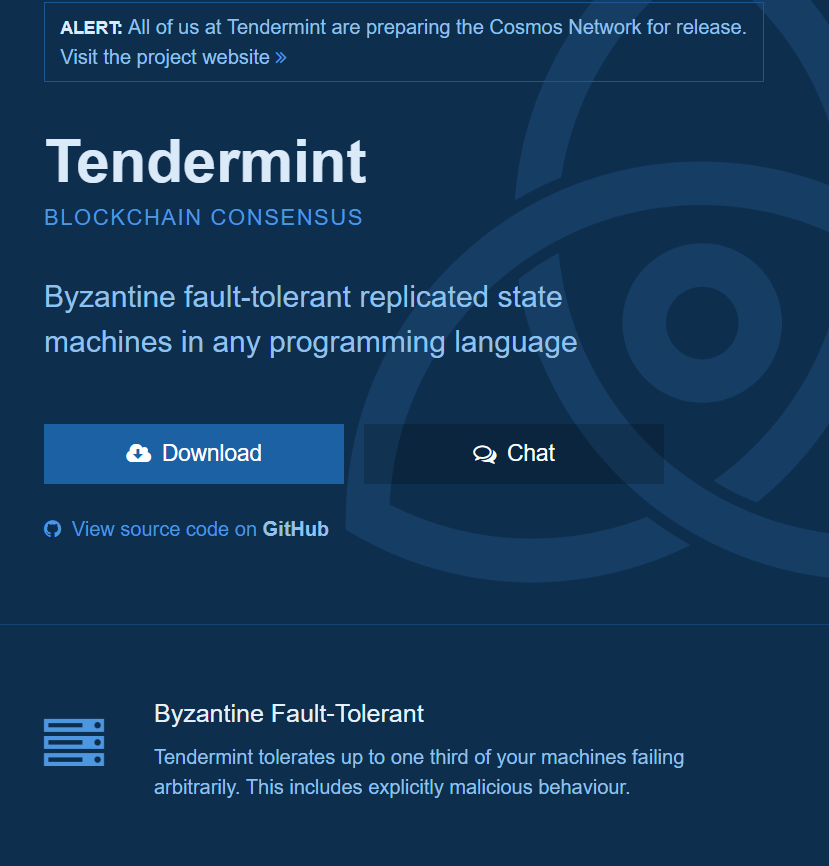 ALERT: All of us at Tendermint are preparing the Cosmos Network for release.
Visit the project website »
Tendermint
BLOCKCHAIN CONSENSUS
Byzantine fault-tolerant replicated state
machines in any programming language
Download
Chat
View source code on GitHub
Byzantine Fault-Tolerant
Tendermint tolerates up to one third of your machines failing
arbitrarily. This includes explicitly malicious behaviour.